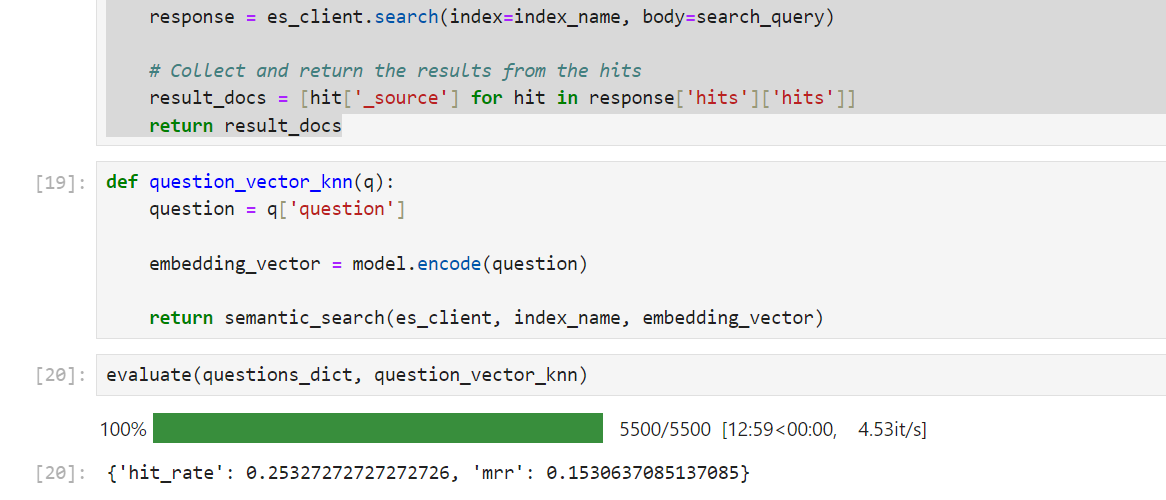 response = es_client.search(index=index_name, body=search_query)
# Collect and return the results from the hits
result_docs = [hit['_source'] for hit in response['hits']['hits']]
return result_docs
[19]: def question_vector_knn(q):
question = q['question']
embedding_vector = model.encode(question)
return semantic_search(es_client, index_name, embedding_vector)
[20]: evaluate(questions_dict, question_vector_knn)
100% 5500/5500 [12:59<00:00, 4.53it/s]
[20]: {'hit_rate': 0.25327272727272726, 'mrr': 0.1530637085137085}